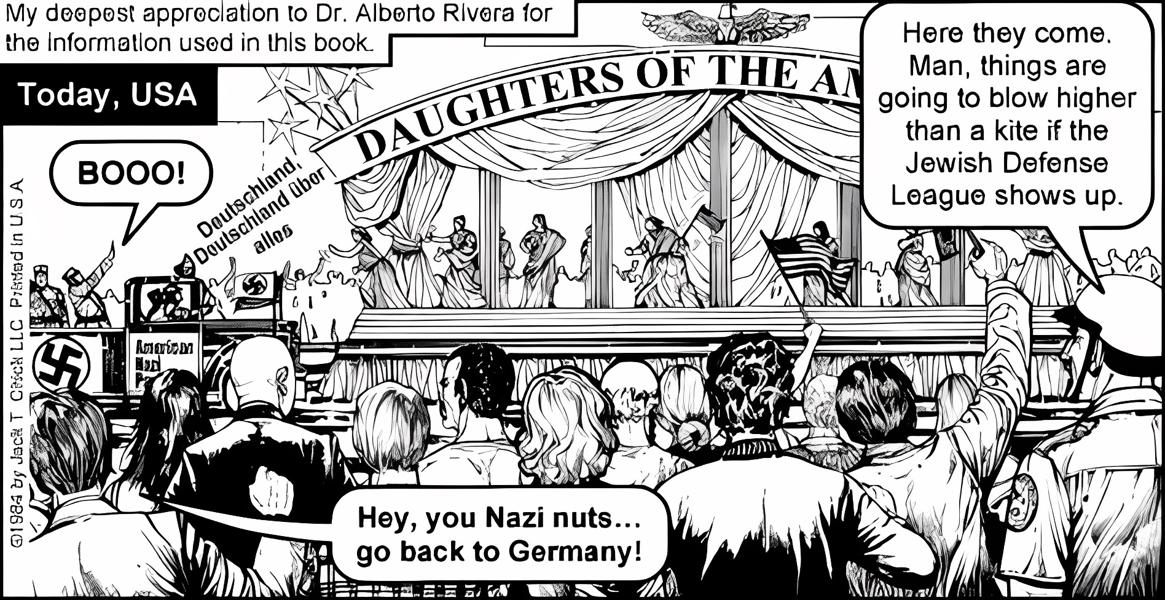 My deepest appreciation to Dr. Alberto Rivera for
the information used in this book.
Today, USA
BOOO!
Deutschland,
Deutschland über
alles
DAUGHTERS OF THE AM
Here they come.
Man, things are
going to blow higher
than a kite if the
Jewish Defense
League shows up.
American
Hey, you Nazi nuts...
go back to Germany!
©1984 by Jack T Chick LLC Printed in U.S.A